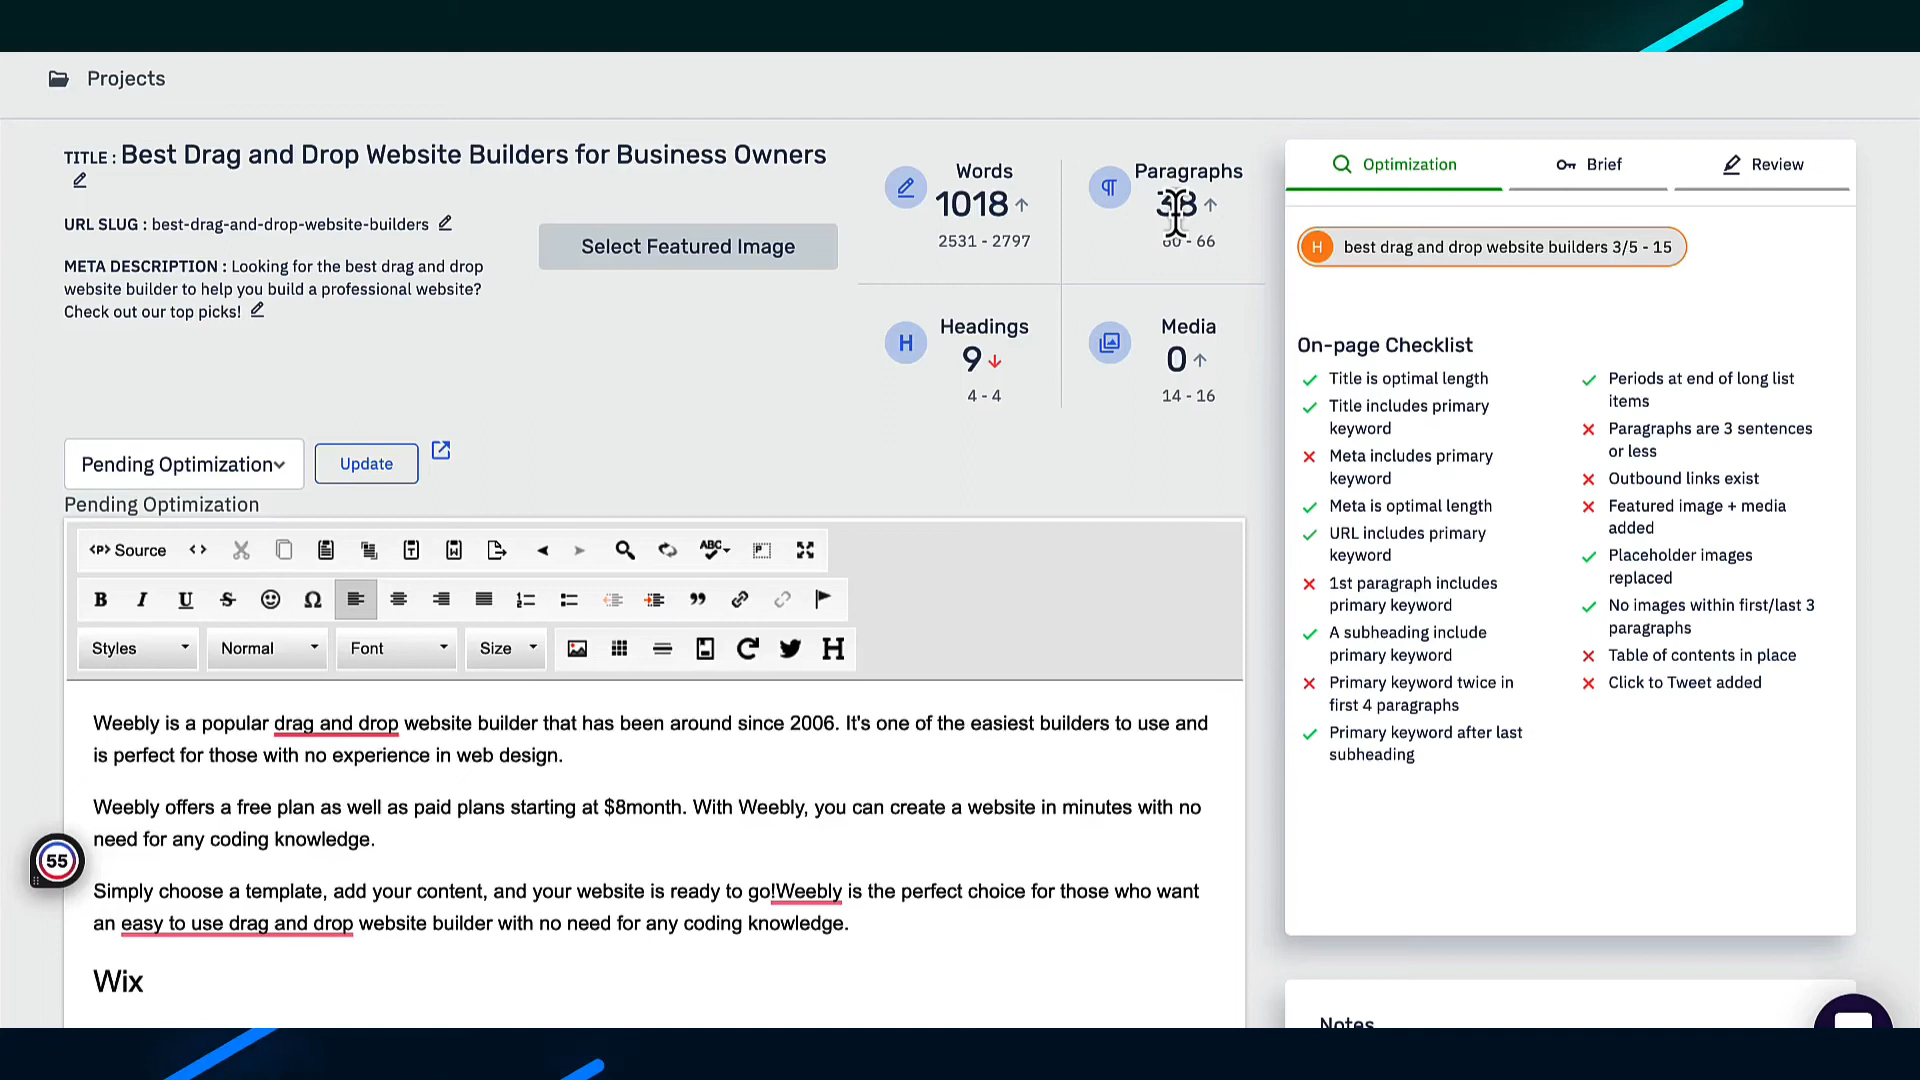 Projects
TITLE : Best Drag and Drop Website Builders for Business Owners
URL SLUG : best-drag-and-drop-website-builders
META DESCRIPTION : Looking for the best drag and drop
website builder to help you build a professional website?
Check out our top picks!
Select Featured Image
Words
1018
2531 - 2797
Paragraphs
- 66
Headings
9
4 - 4
Media
0
14 - 16
Pending Optimization
Update
Pending Optimization
Source
ABC
B I U S Ω
Styles Normal Font Size H
Weebly is a popular drag and drop website builder that has been around since 2006. It's one of the easiest builders to use and
is perfect for those with no experience in web design.
Weebly offers a free plan as well as paid plans starting at $8month. With Weebly, you can create a website in minutes with no
need for any coding knowledge.
Simply choose a template, add your content, and your website is ready to go!Weebly is the perfect choice for those who want
an easy to use drag and drop website builder with no need for any coding knowledge.
Wix
55
Optimization
Brief
Review
H best drag and drop website builders 3/5 - 15
On-page Checklist
Title is optimal length
Title includes primary
keyword
Meta includes primary
keyword
Meta is optimal length
URL includes primary
keyword
1st paragraph includes
primary keyword
A subheading include
primary keyword
Primary keyword twice in
first 4 paragraphs
Primary keyword after last
subheading
Periods at end of long list
items
Paragraphs are 3 sentences
or less
Outbound links exist
Featured image + media
added
Placeholder images
replaced
No images within first/last 3
paragraphs
Table of contents in place
Click to Tweet added
Notes